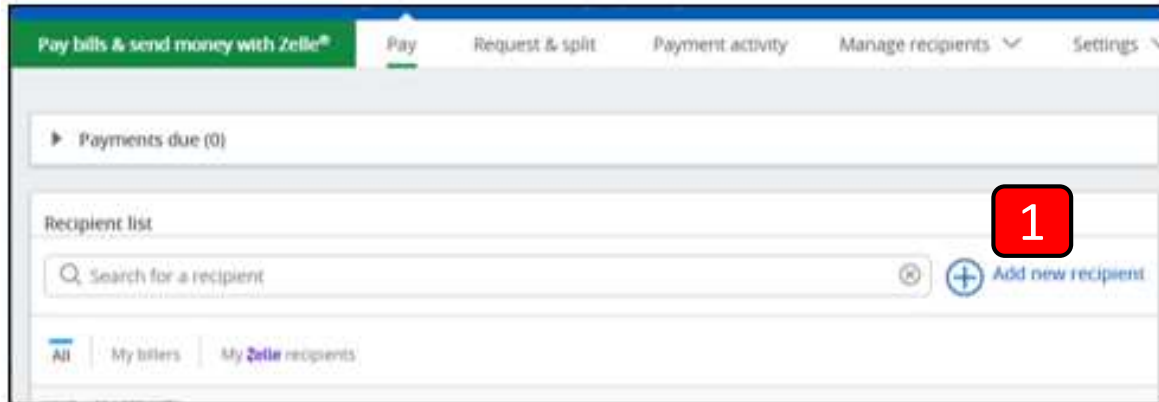 Pay bills & send money with Zelle® Pay Request & split Payment activity Manage recipients Settings
Payments due (0)
Recipient list
1
Search for a recipient Add new recipient
All My billers My Zelle recipients